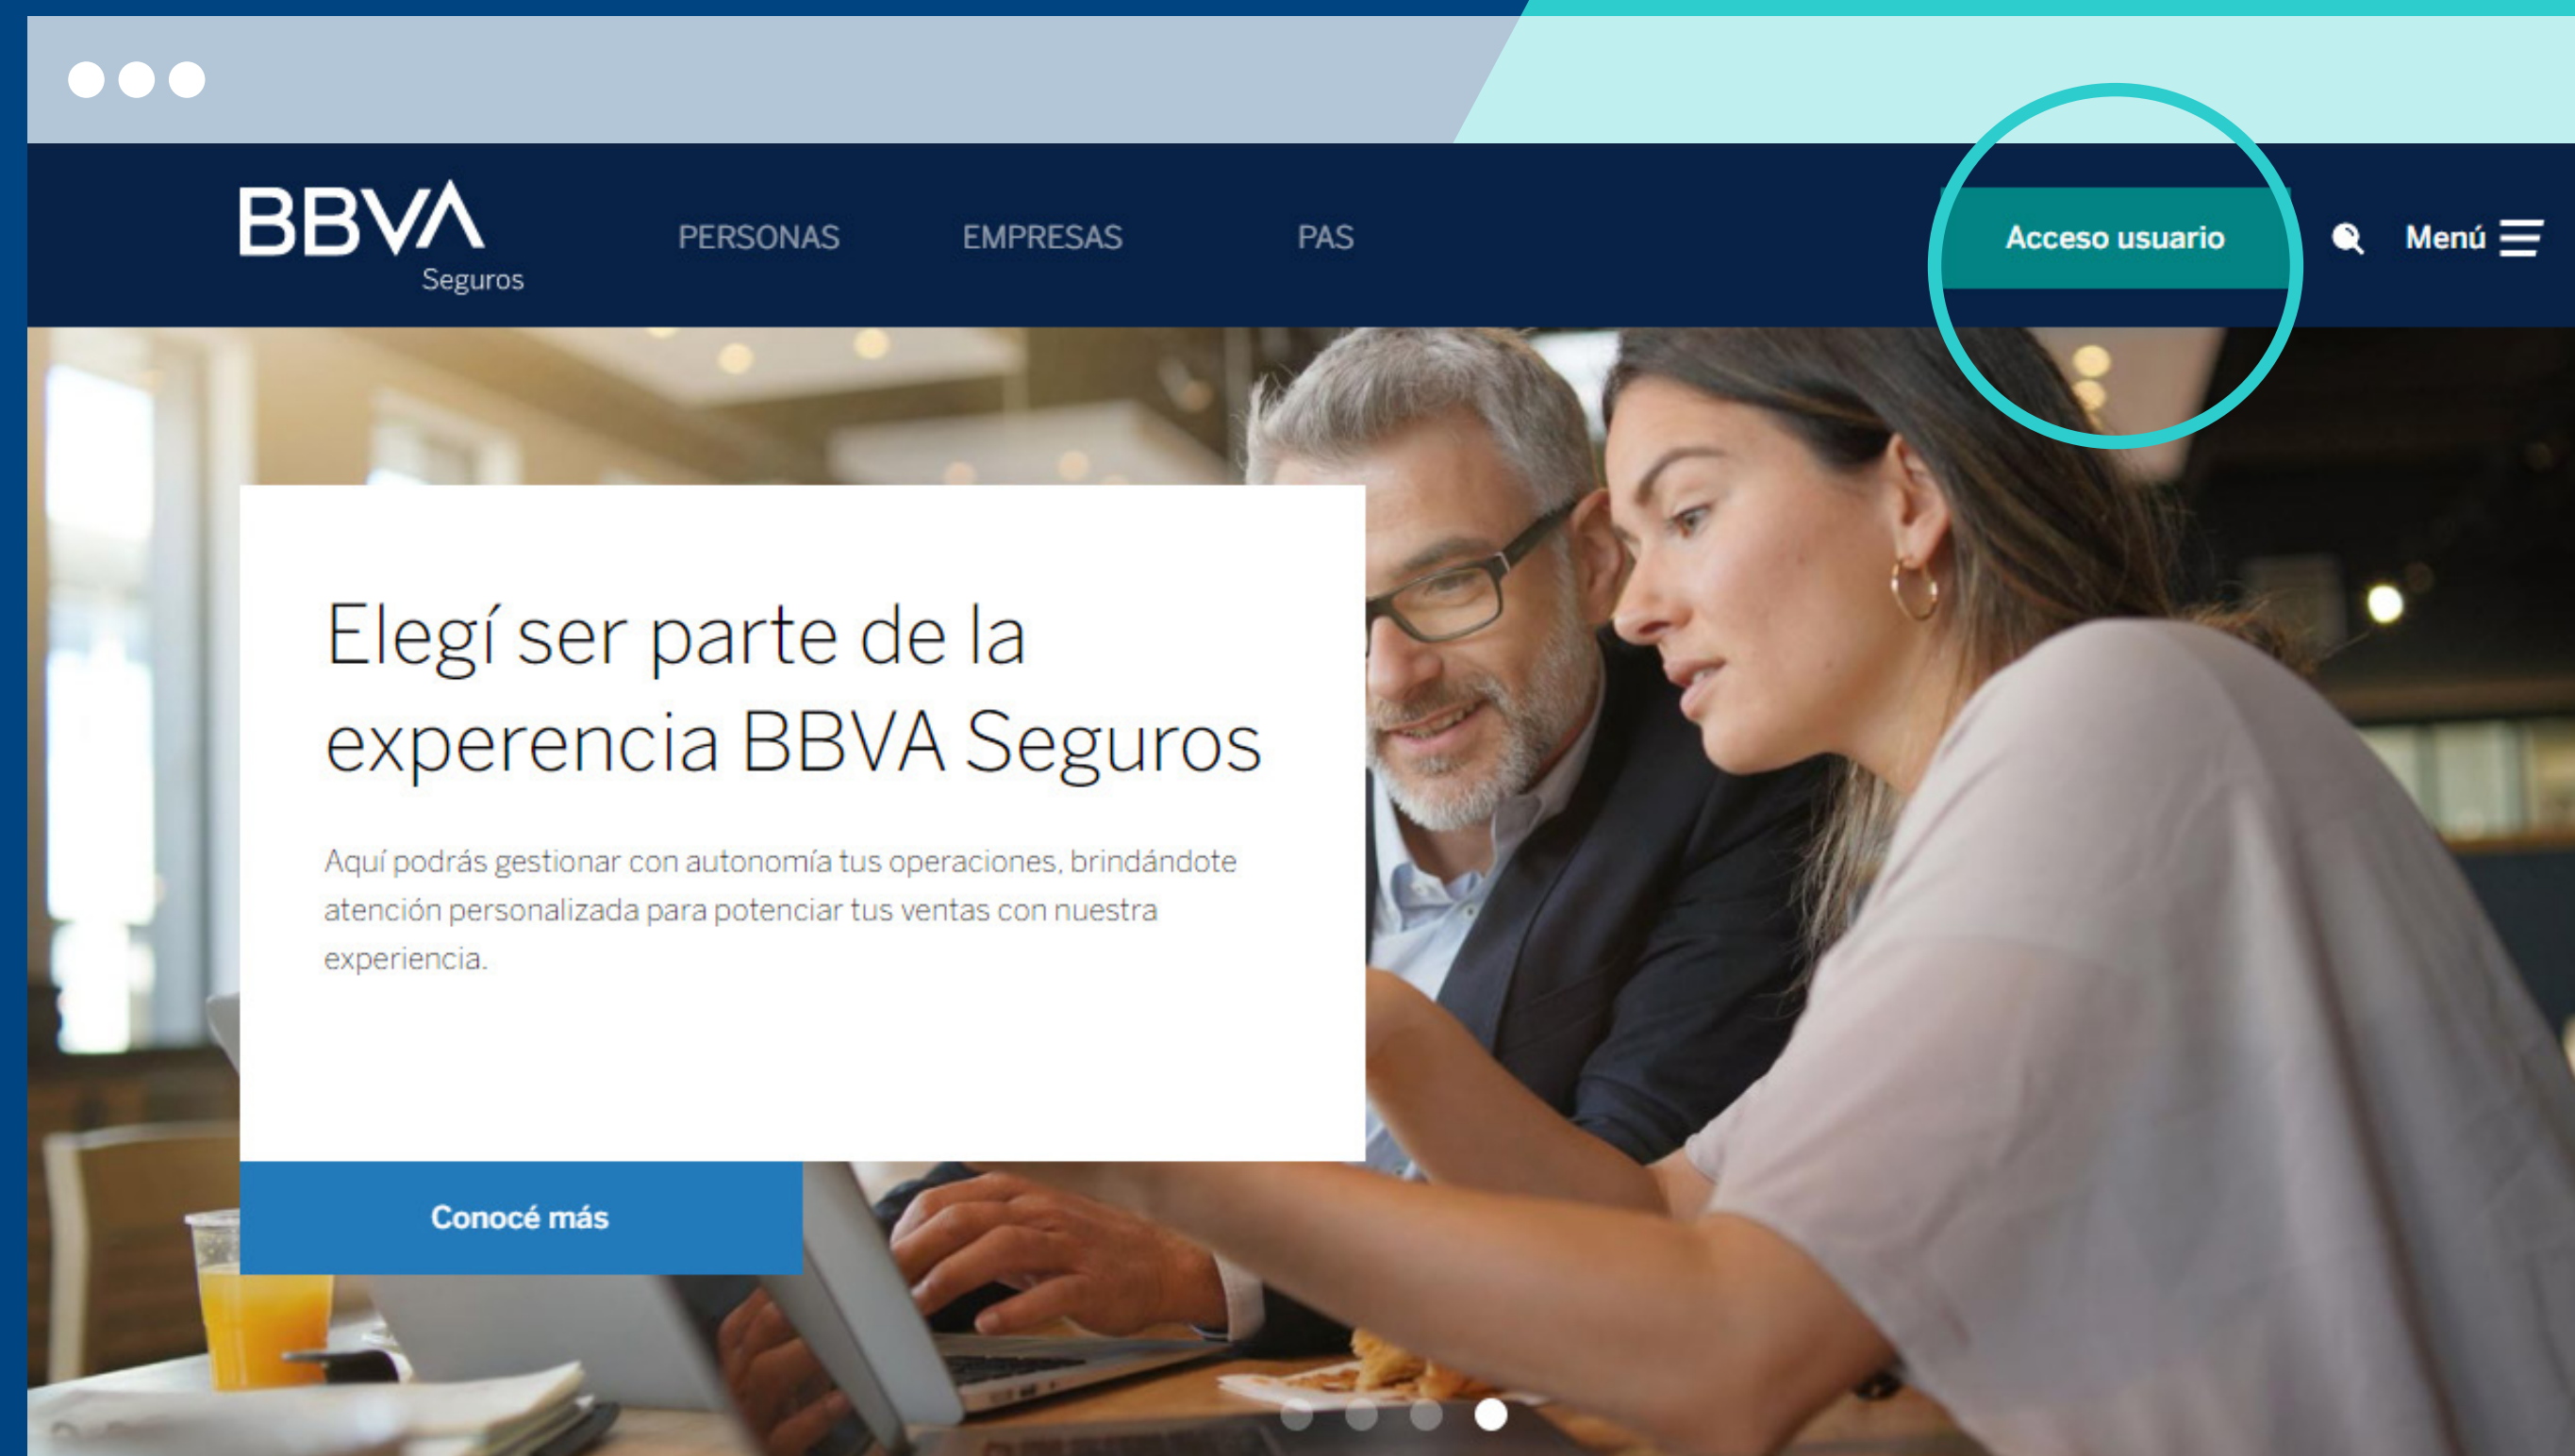 BBVA
Seguros
PERSONAS
EMPRESAS
PAS
Acceso usuario
Menú
Elegí ser parte de la
experencia BBVA Seguros
Aquí podrás gestionar con autonomía tus operaciones, brindándote
atención personalizada para potenciar tus ventas con nuestra
experiencia.
Conocé más